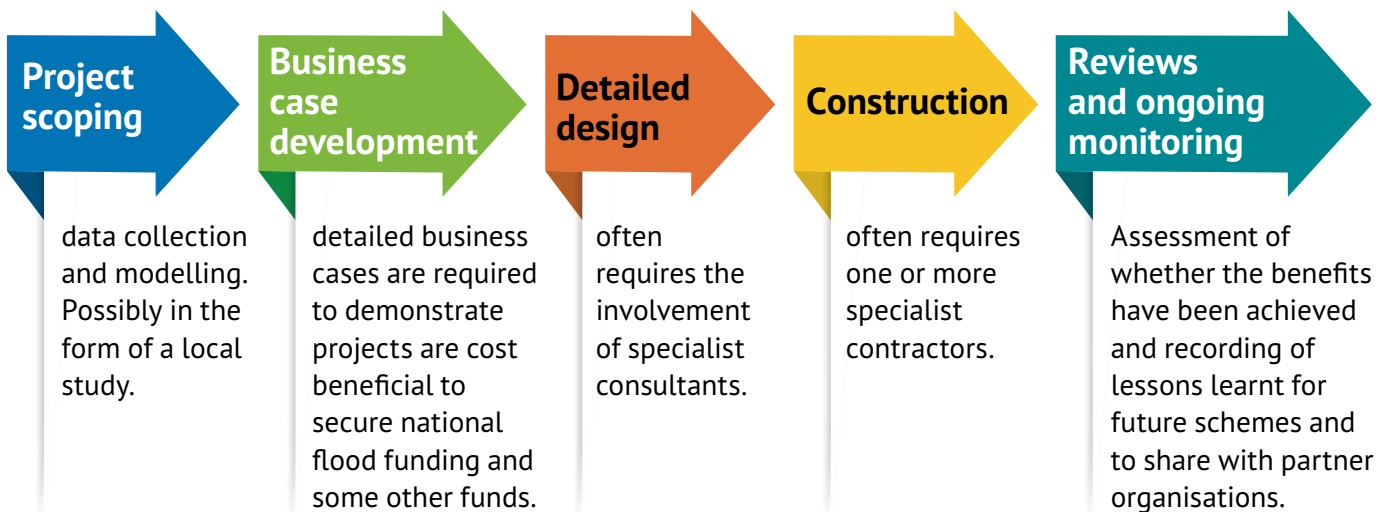 Project
scoping
data collection
and modelling.
Possibly in the
form of a local
study.
Business
case
development
detailed business
cases are required
to demonstrate
projects are cost
beneficial to
secure national
flood funding and
some other funds.
Detailed
design
often
requires the
involvement
of specialist
consultants.
Construction
often requires
one or more
specialist
contractors.
Reviews
and ongoing
monitoring
Assessment of
whether the benefits
have been achieved
and recording of
lessons learnt for
future schemes and
to share with partner
organisations.